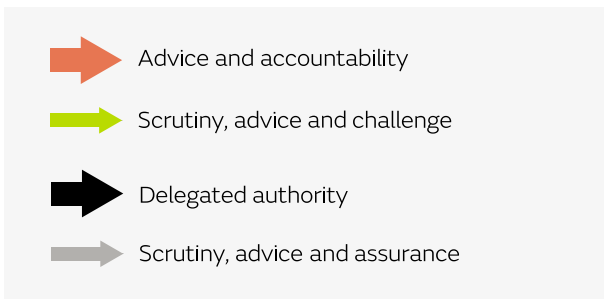 Advice and accountability
Scrutiny, advice and challenge
Delegated authority
Scrutiny, advice and assurance